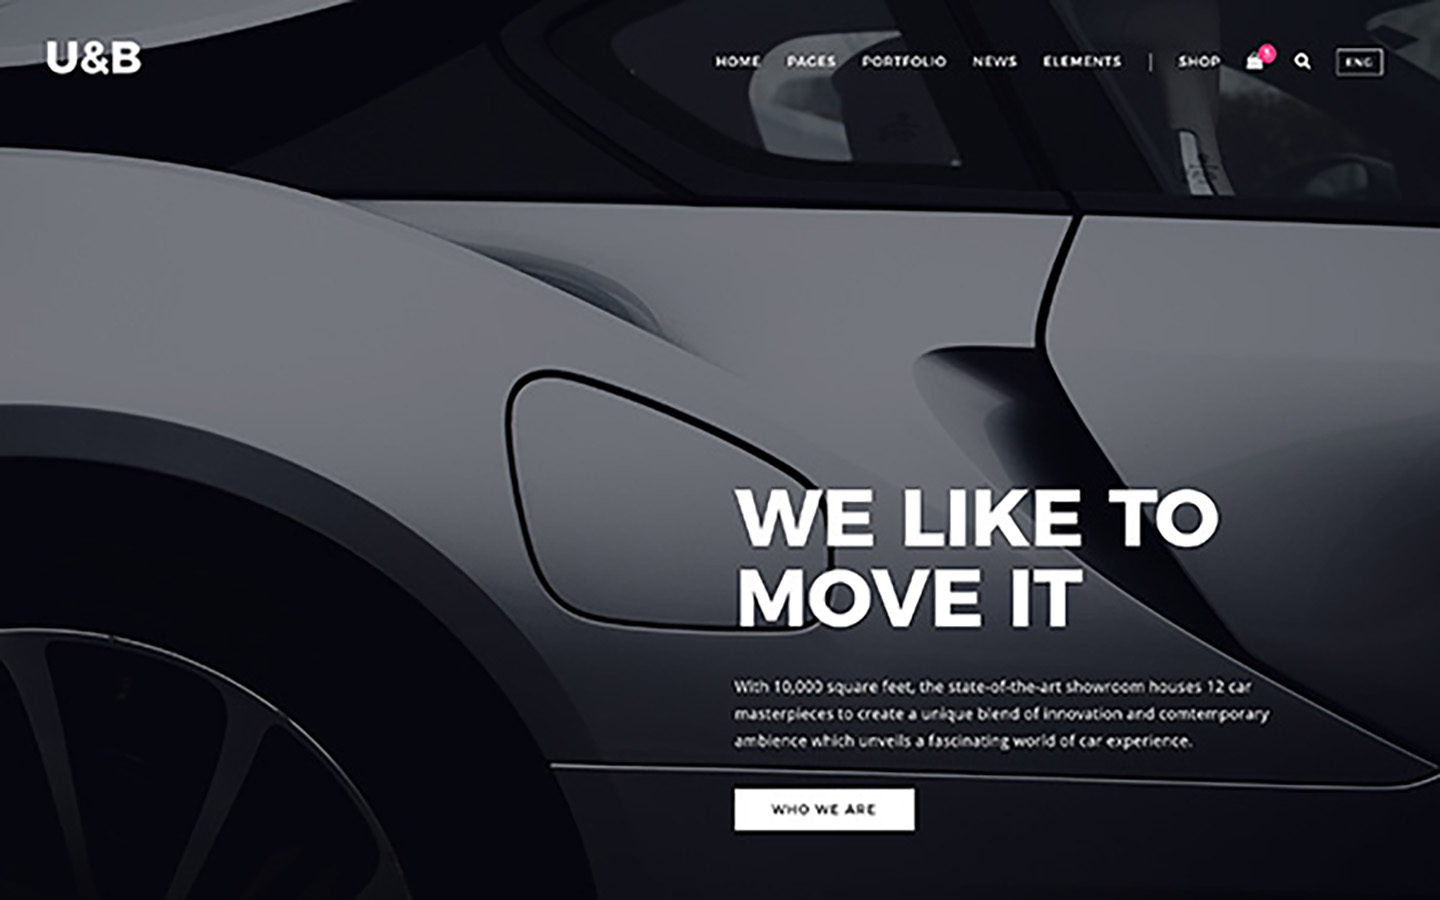 U&B
HOME PAGES PORTFOLIO NEWS ELEMENTS | SHOP ENG
WE LIKE TO
MOVE IT
With 10,000 square feet, the state-of-the-art showroom houses 12 car
masterpieces to create a unique blend of innovation and comtemporary
ambience which unveils a fascinating world of car experience.
WHO WE ARE